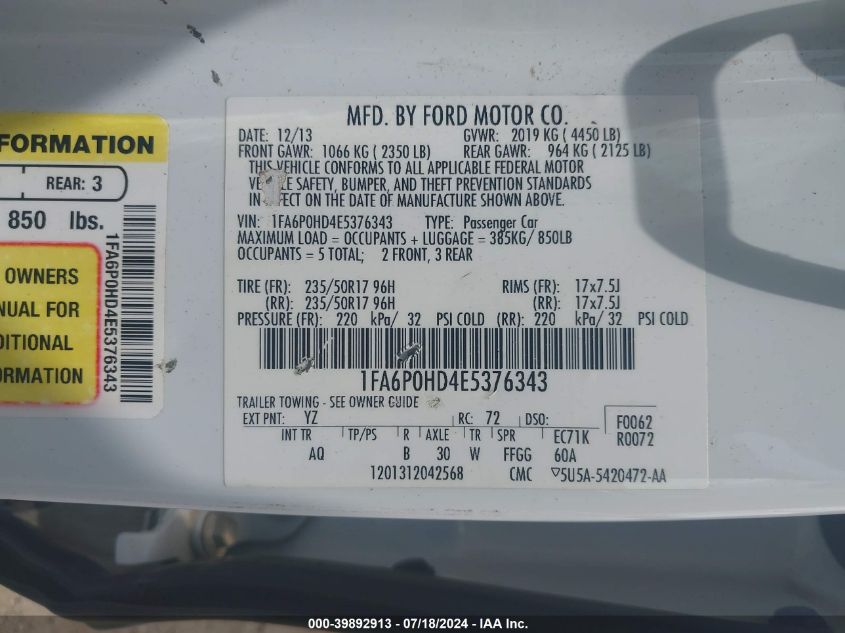 FORMATION
REAR: 3
850 lbs.
OWNERS
NUAL FOR
DITIONAL
ORMATION
1FA6P0HD4E5376343
MFD. BY FORD MOTOR CO.
DATE: 12/13 GVWR: 2019 KG ( 4450 LB)
FRONT GAWR: 1066 KG ( 2350 LB) REAR GAWR: 964 KG ( 2125 LB)
THIS VEHICLE CONFORMS TO ALL APPLICABLE FEDERAL MOTOR
SAFETY, BUMPER, AND THEFT PREVENTION STANDARDS
IN ON THE DATE OF MANUFACTURE SHOWN ABOVE.
VIN: 1FA6P0HD4E5376343 TYPE: Passenger Car
MAXIMUM LOAD = OCCUPANTS + LUGGAGE = 385KG/ 850LB
OCCUPANTS = 5 TOTAL; 2 FRONT, 3 REAR
TIRE (FR): 235/50R17 96H RIMS (FR): 17x7.5J
(RR): 235/50R17 96H (RR): 17x7.5J
PRESSURE (FR): 220 kPa/ 32 PSI COLD (RR): 220 kPa/ 32 PSI COLD
1FA6P0HD4E5376343
TRAILER TOWING - SEE OWNER GUIDE
EXT PNT: YZ RC: 72 DSO: F0062
INT TR TP/PS R AXLE TR SPR EC71K R0072
AQ B 30 W FFGG 60A
1201312042568 CMC 5U5A-5420472-AA
000-39892913 - 07/18/2024 - IAA Inc.